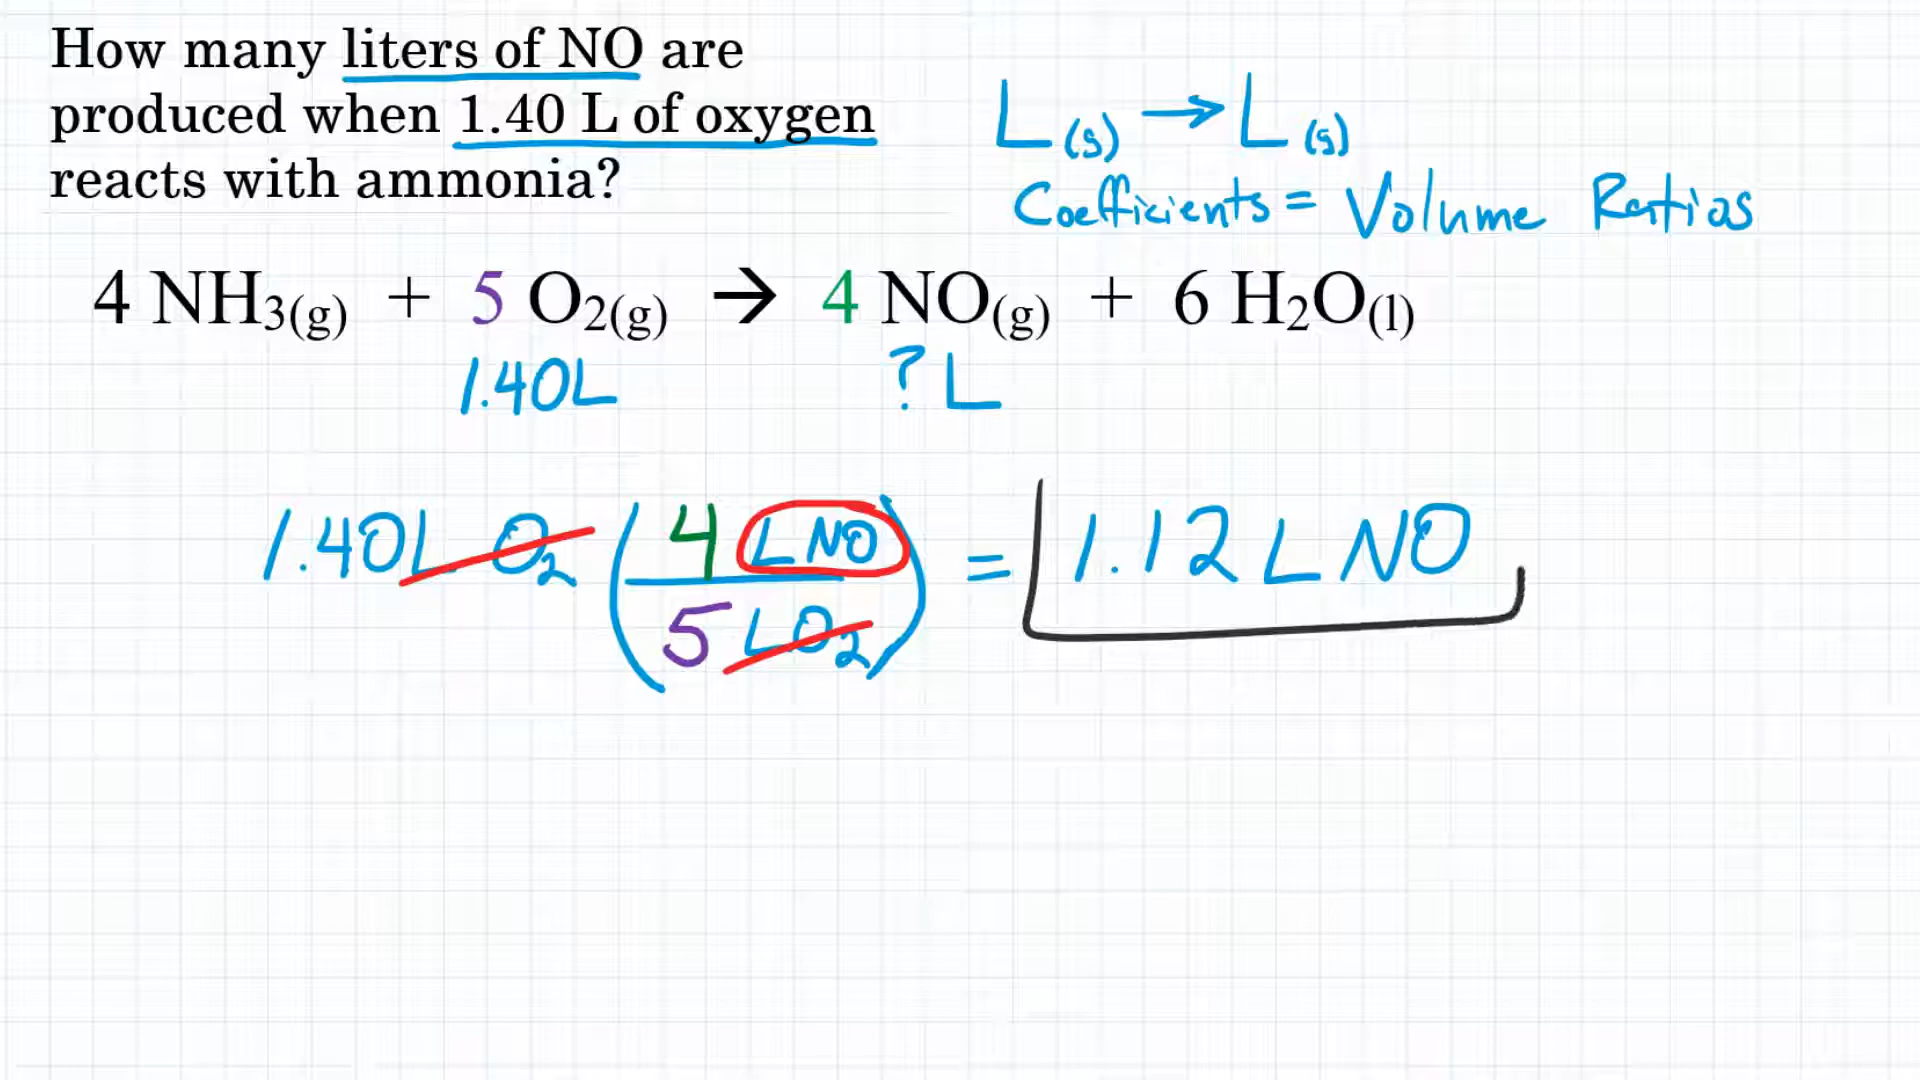 How many liters of NO are
produced when 1.40 L of oxygen
reacts with ammonia?
L(g) → L(g)
Coefficients = Volume Ratios
4 NH3(g) + 5 O2(g) → 4 NO(g) + 6 H2O(l)
1.40L ? L
1.40L O2 (4 L NO / 5 L O2) = 1.12 L NO